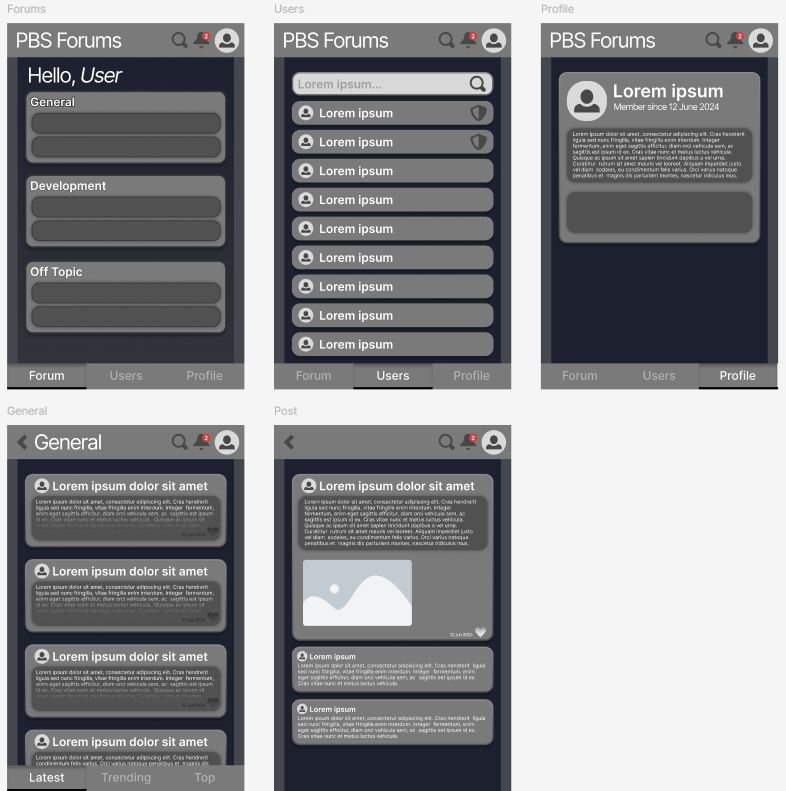 Forums
PBS Forums
2
Hello, User
General
Development
Off Topic
Forum Users Profile
Users
PBS Forums
2
Lorem ipsum...
Lorem ipsum
Lorem ipsum
Lorem ipsum
Lorem ipsum
Lorem ipsum
Lorem ipsum
Lorem ipsum
Lorem ipsum
Lorem ipsum
Forum Users Profile
Profile
PBS Forums
2
Lorem ipsum
Member since 12 June 2024
Lorem ipsum dolor sit amet, consectetur adipiscing elit. Cras hendrerit
ligula sed nunc fringilla, vitae fringilla enim interdum. Integer
fermentum, enim eget sagittis efficitur, diam elit vehicula sem, ac
sagittis est ipsum id ex. Cras vitae nunc et metus luctus vehicula.
Quisque ac ipsum sit amet sapien tincidunt dapibus a vel urna.
Curabitur rutrum sit amet mauris vel laoreet. Aliquam imperdiet justo
vel diam sodales, eu condimentum felis varius. Orci varius natoque
penatibus et magnis dis parturient montes, nascetur ridiculus mus.
Forum Users Profile
General
General
2
Lorem ipsum dolor sit amet
Lorem ipsum dolor sit amet, consectetur adipiscing elit. Cras hendrerit
ligula sed nunc fringilla, vitae fringilla enim interdum. Integer fermentum,
enim eget sagittis efficitur, diam elit vehicula sem, ac sagittis est ipsum
id ex. Cras vitae nunc et metus luctus vehicula. Quisque ac ipsum sit
12 Jun 2024
Lorem ipsum dolor sit amet
Lorem ipsum dolor sit amet, consectetur adipiscing elit. Cras hendrerit
ligula sed nunc fringilla, vitae fringilla enim interdum. Integer fermentum,
enim eget sagittis efficitur, diam elit vehicula sem, ac sagittis est ipsum
id ex. Cras vitae nunc et metus luctus vehicula. Quisque ac ipsum sit
12 Jun 2024
Lorem ipsum dolor sit amet
Lorem ipsum dolor sit amet, consectetur adipiscing elit. Cras hendrerit
ligula sed nunc fringilla, vitae fringilla enim interdum. Integer fermentum,
enim eget sagittis efficitur, diam elit vehicula sem, ac sagittis est ipsum
id ex. Cras vitae nunc et metus luctus vehicula. Quisque ac ipsum sit
12 Jun 2024
Lorem ipsum dolor sit amet
Lorem ipsum dolor sit amet, consectetur adipiscing elit. Cras hendrerit
Latest Trending Top
Post
2
Lorem ipsum dolor sit amet
Lorem ipsum dolor sit amet, consectetur adipiscing elit. Cras hendrerit
ligula sed nunc fringilla, vitae fringilla enim interdum. Integer
fermentum, enim eget sagittis efficitur, diam elit vehicula sem, ac
sagittis est ipsum id ex. Cras vitae nunc et metus luctus vehicula.
Quisque ac ipsum sit amet sapien tincidunt dapibus a vel urna.
Curabitur rutrum sit amet mauris vel laoreet. Aliquam imperdiet justo
vel diam sodales, eu condimentum felis varius. Orci varius natoque
penatibus et magnis dis parturient montes, nascetur ridiculus mus.
12 Jun 2024
Lorem ipsum
Lorem ipsum dolor sit amet, consectetur adipiscing elit. Cras hendrerit ligula
sed nunc fringilla, vitae fringilla enim interdum. Integer fermentum, enim
eget sagittis efficitur, diam elit vehicula sem, ac sagittis est ipsum id ex.
Cras vitae nunc et metus luctus vehicula.
Lorem ipsum
Lorem ipsum dolor sit amet, consectetur adipiscing elit. Cras hendrerit ligula
sed nunc fringilla, vitae fringilla enim interdum. Integer fermentum, enim
eget sagittis efficitur, diam elit vehicula sem, ac sagittis est ipsum id ex.
Cras vitae nunc et metus luctus vehicula.